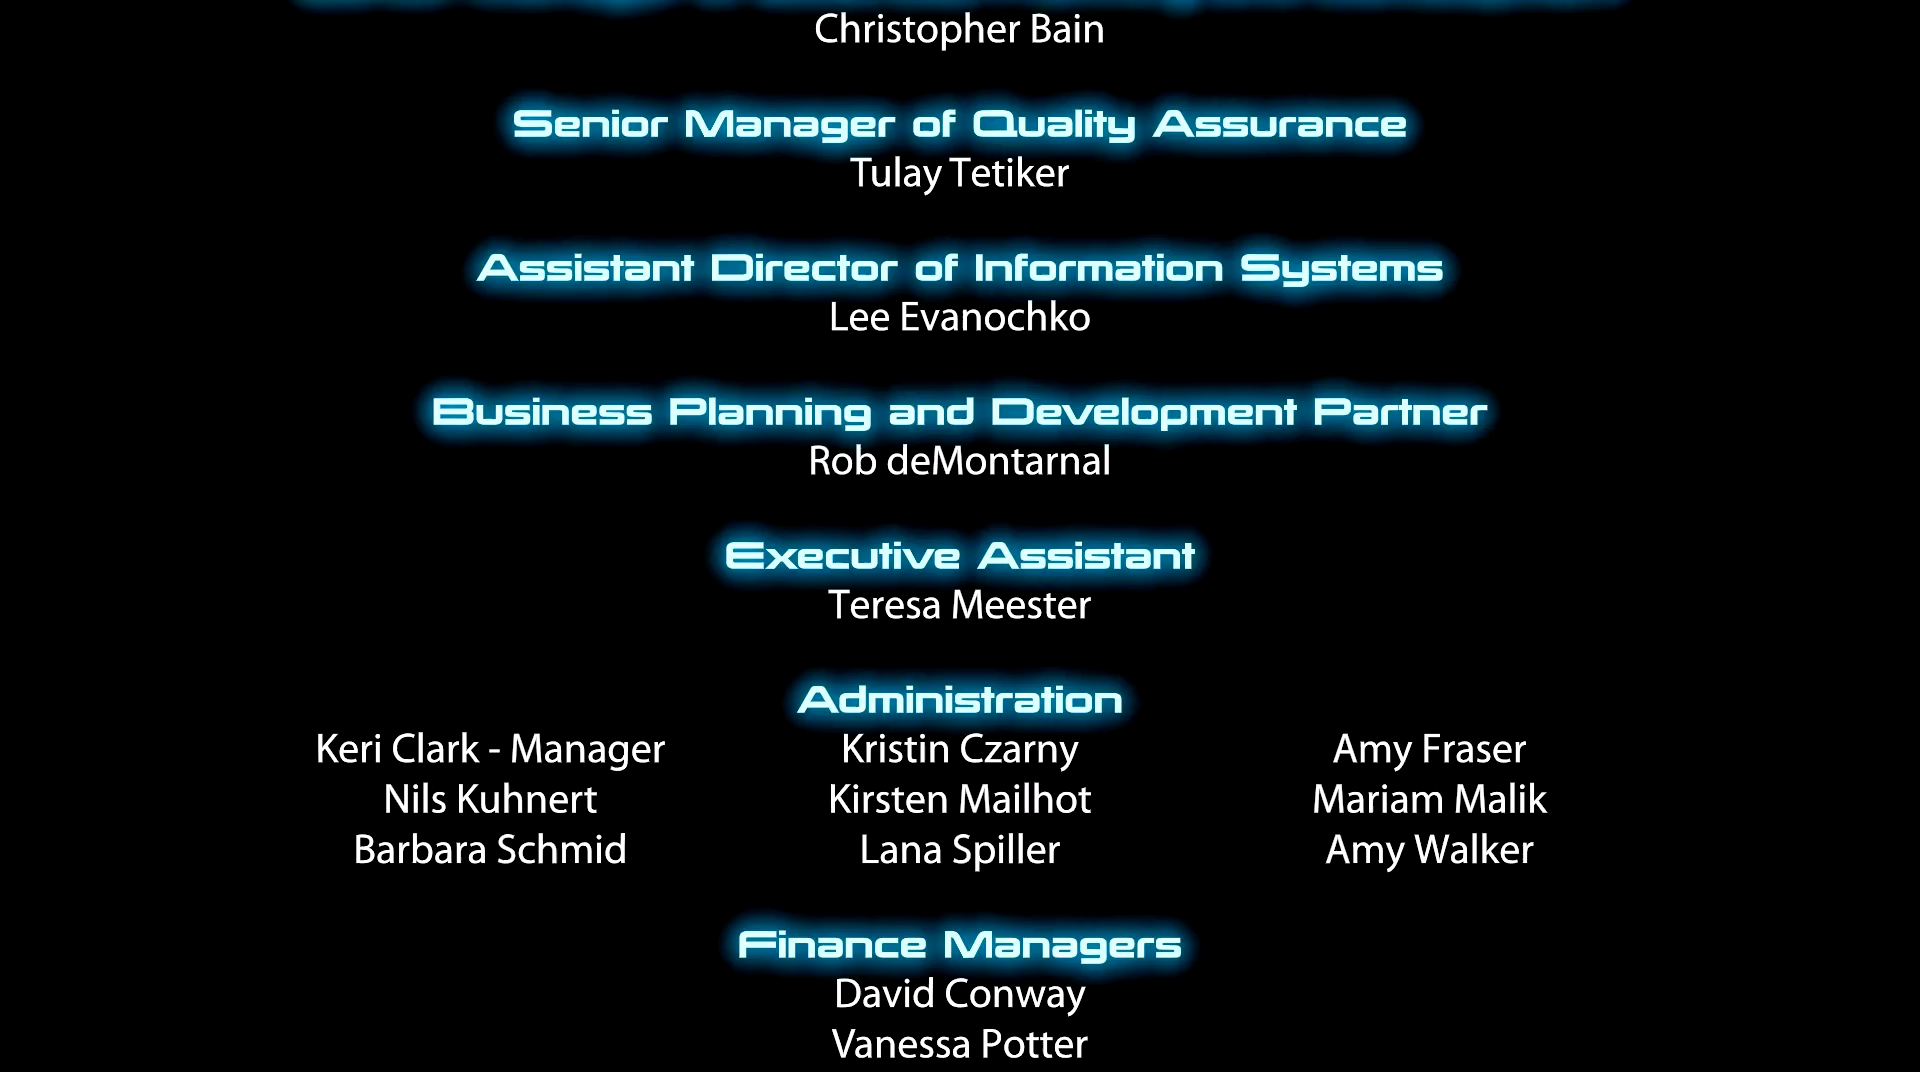 Christopher Bain
Senior Manager of Quality Assurance
Tulay Tetiker
Assistant Director of Information Systems
Lee Evanochko
Business Planning and Development Partner
Rob deMontarnal
Executive Assistant
Teresa Meester
Administration
Keri Clark - Manager Kristin Czarny Amy Fraser
Nils Kuhnert Kirsten Mailhot Mariam Malik
Barbara Schmid Lana Spiller Amy Walker
Finance Managers
David Conway
Vanessa Potter